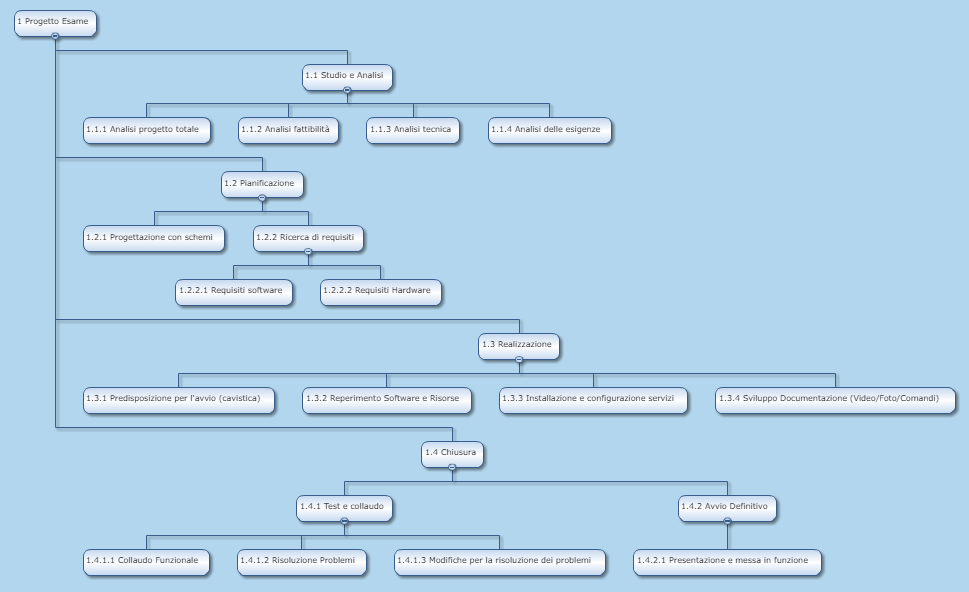 1 Progetto Esame
1.1 Studio e Analisi
1.1.1 Analisi progetto totale
1.1.2 Analisi fattibilità
1.1.3 Analisi tecnica
1.1.4 Analisi delle esigenze
1.2 Pianificazione
1.2.1 Progettazione con schemi
1.2.2 Ricerca di requisiti
1.2.2.1 Requisiti software
1.2.2.2 Requisiti Hardware
1.3 Realizzazione
1.3.1 Predisposizione per l'avvio (cavistica)
1.3.2 Reperimento Software e Risorse
1.3.3 Installazione e configurazione servizi
1.3.4 Sviluppo Documentazione (Video/Foto/Comandi)
1.4 Chiusura
1.4.1 Test e collaudo
1.4.2 Avvio Definitivo
1.4.1.1 Collaudo Funzionale
1.4.1.2 Risoluzione Problemi
1.4.1.3 Modifiche per la risoluzione dei problemi
1.4.2.1 Presentazione e messa in funzione